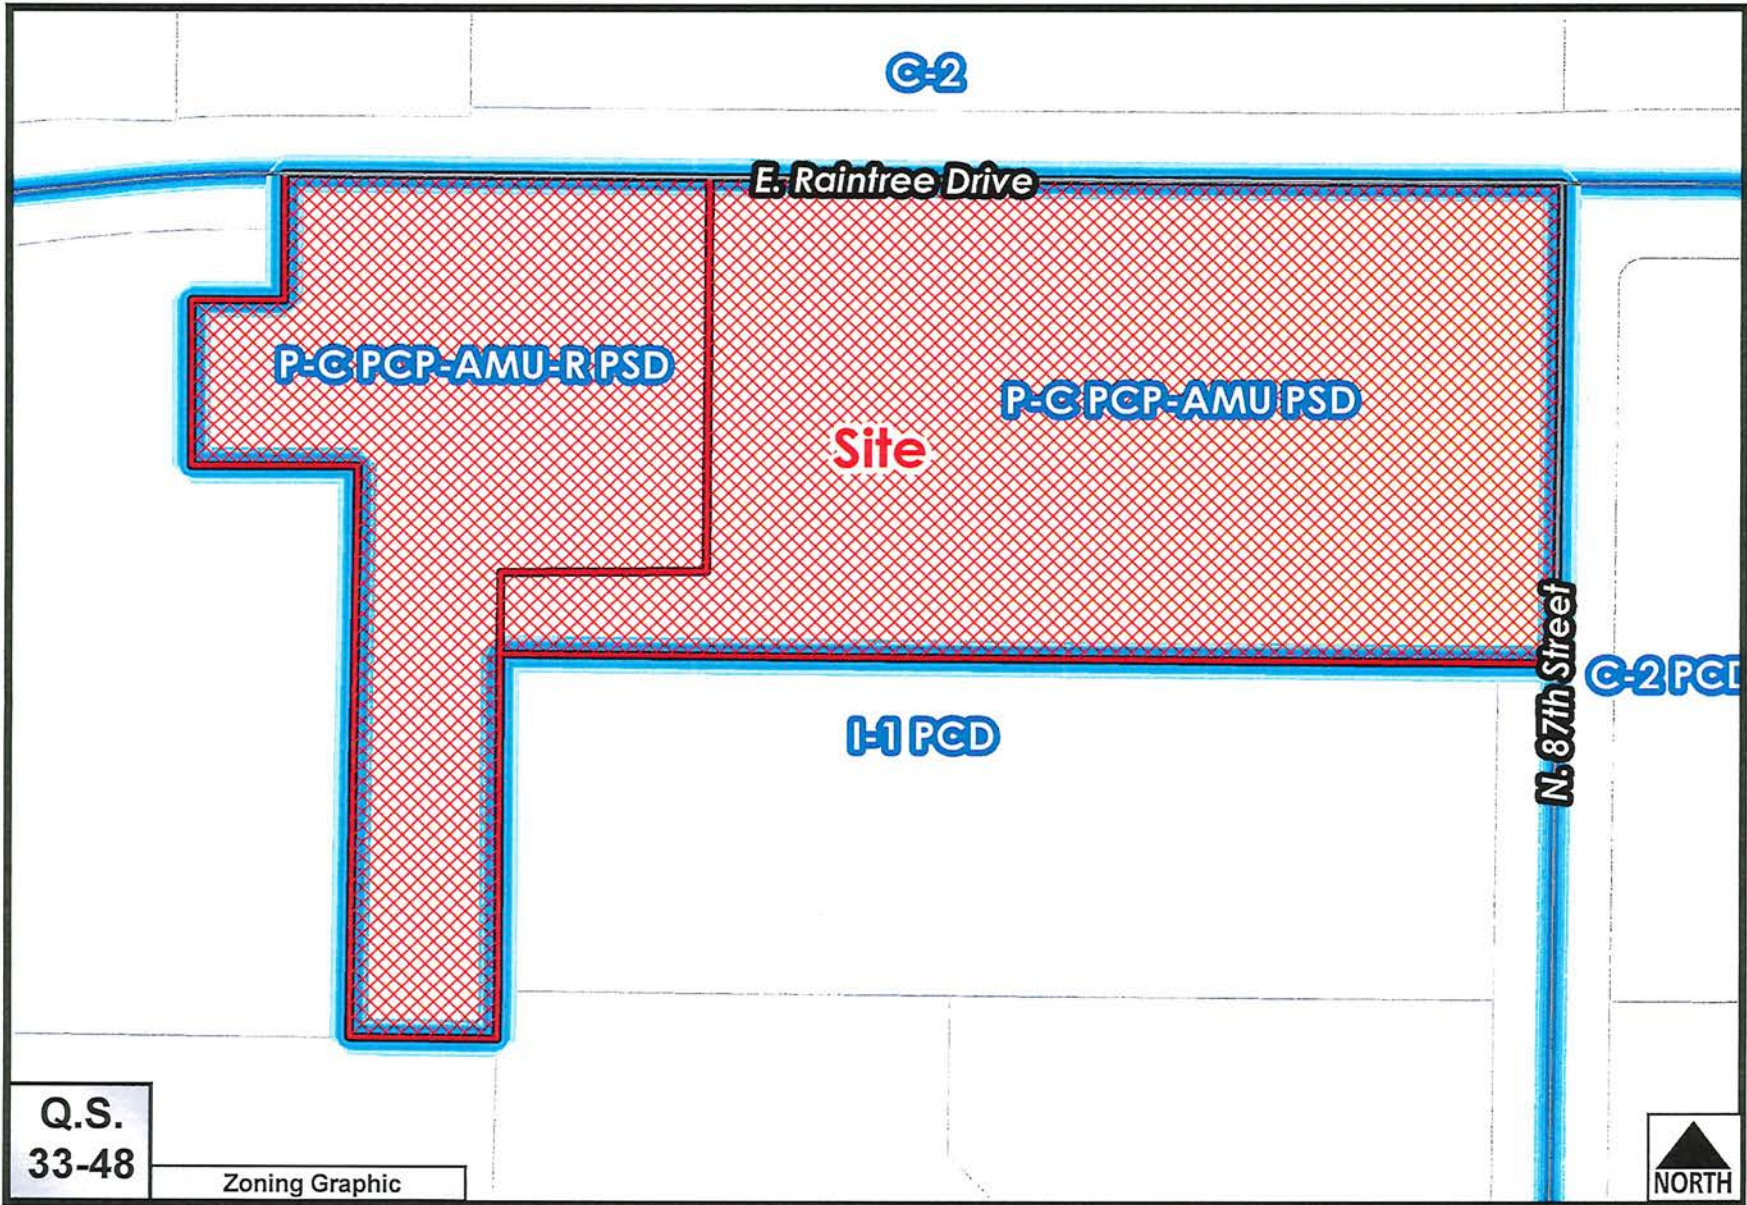 C-2
E. Raintree Drive
P-C PCP-AMU-R PSD
P-C PCP-AMU PSD
Site
N. 87th Street
C-2 PCD
I-1 PCD
Q.S.
33-48
Zoning Graphic
NORTH